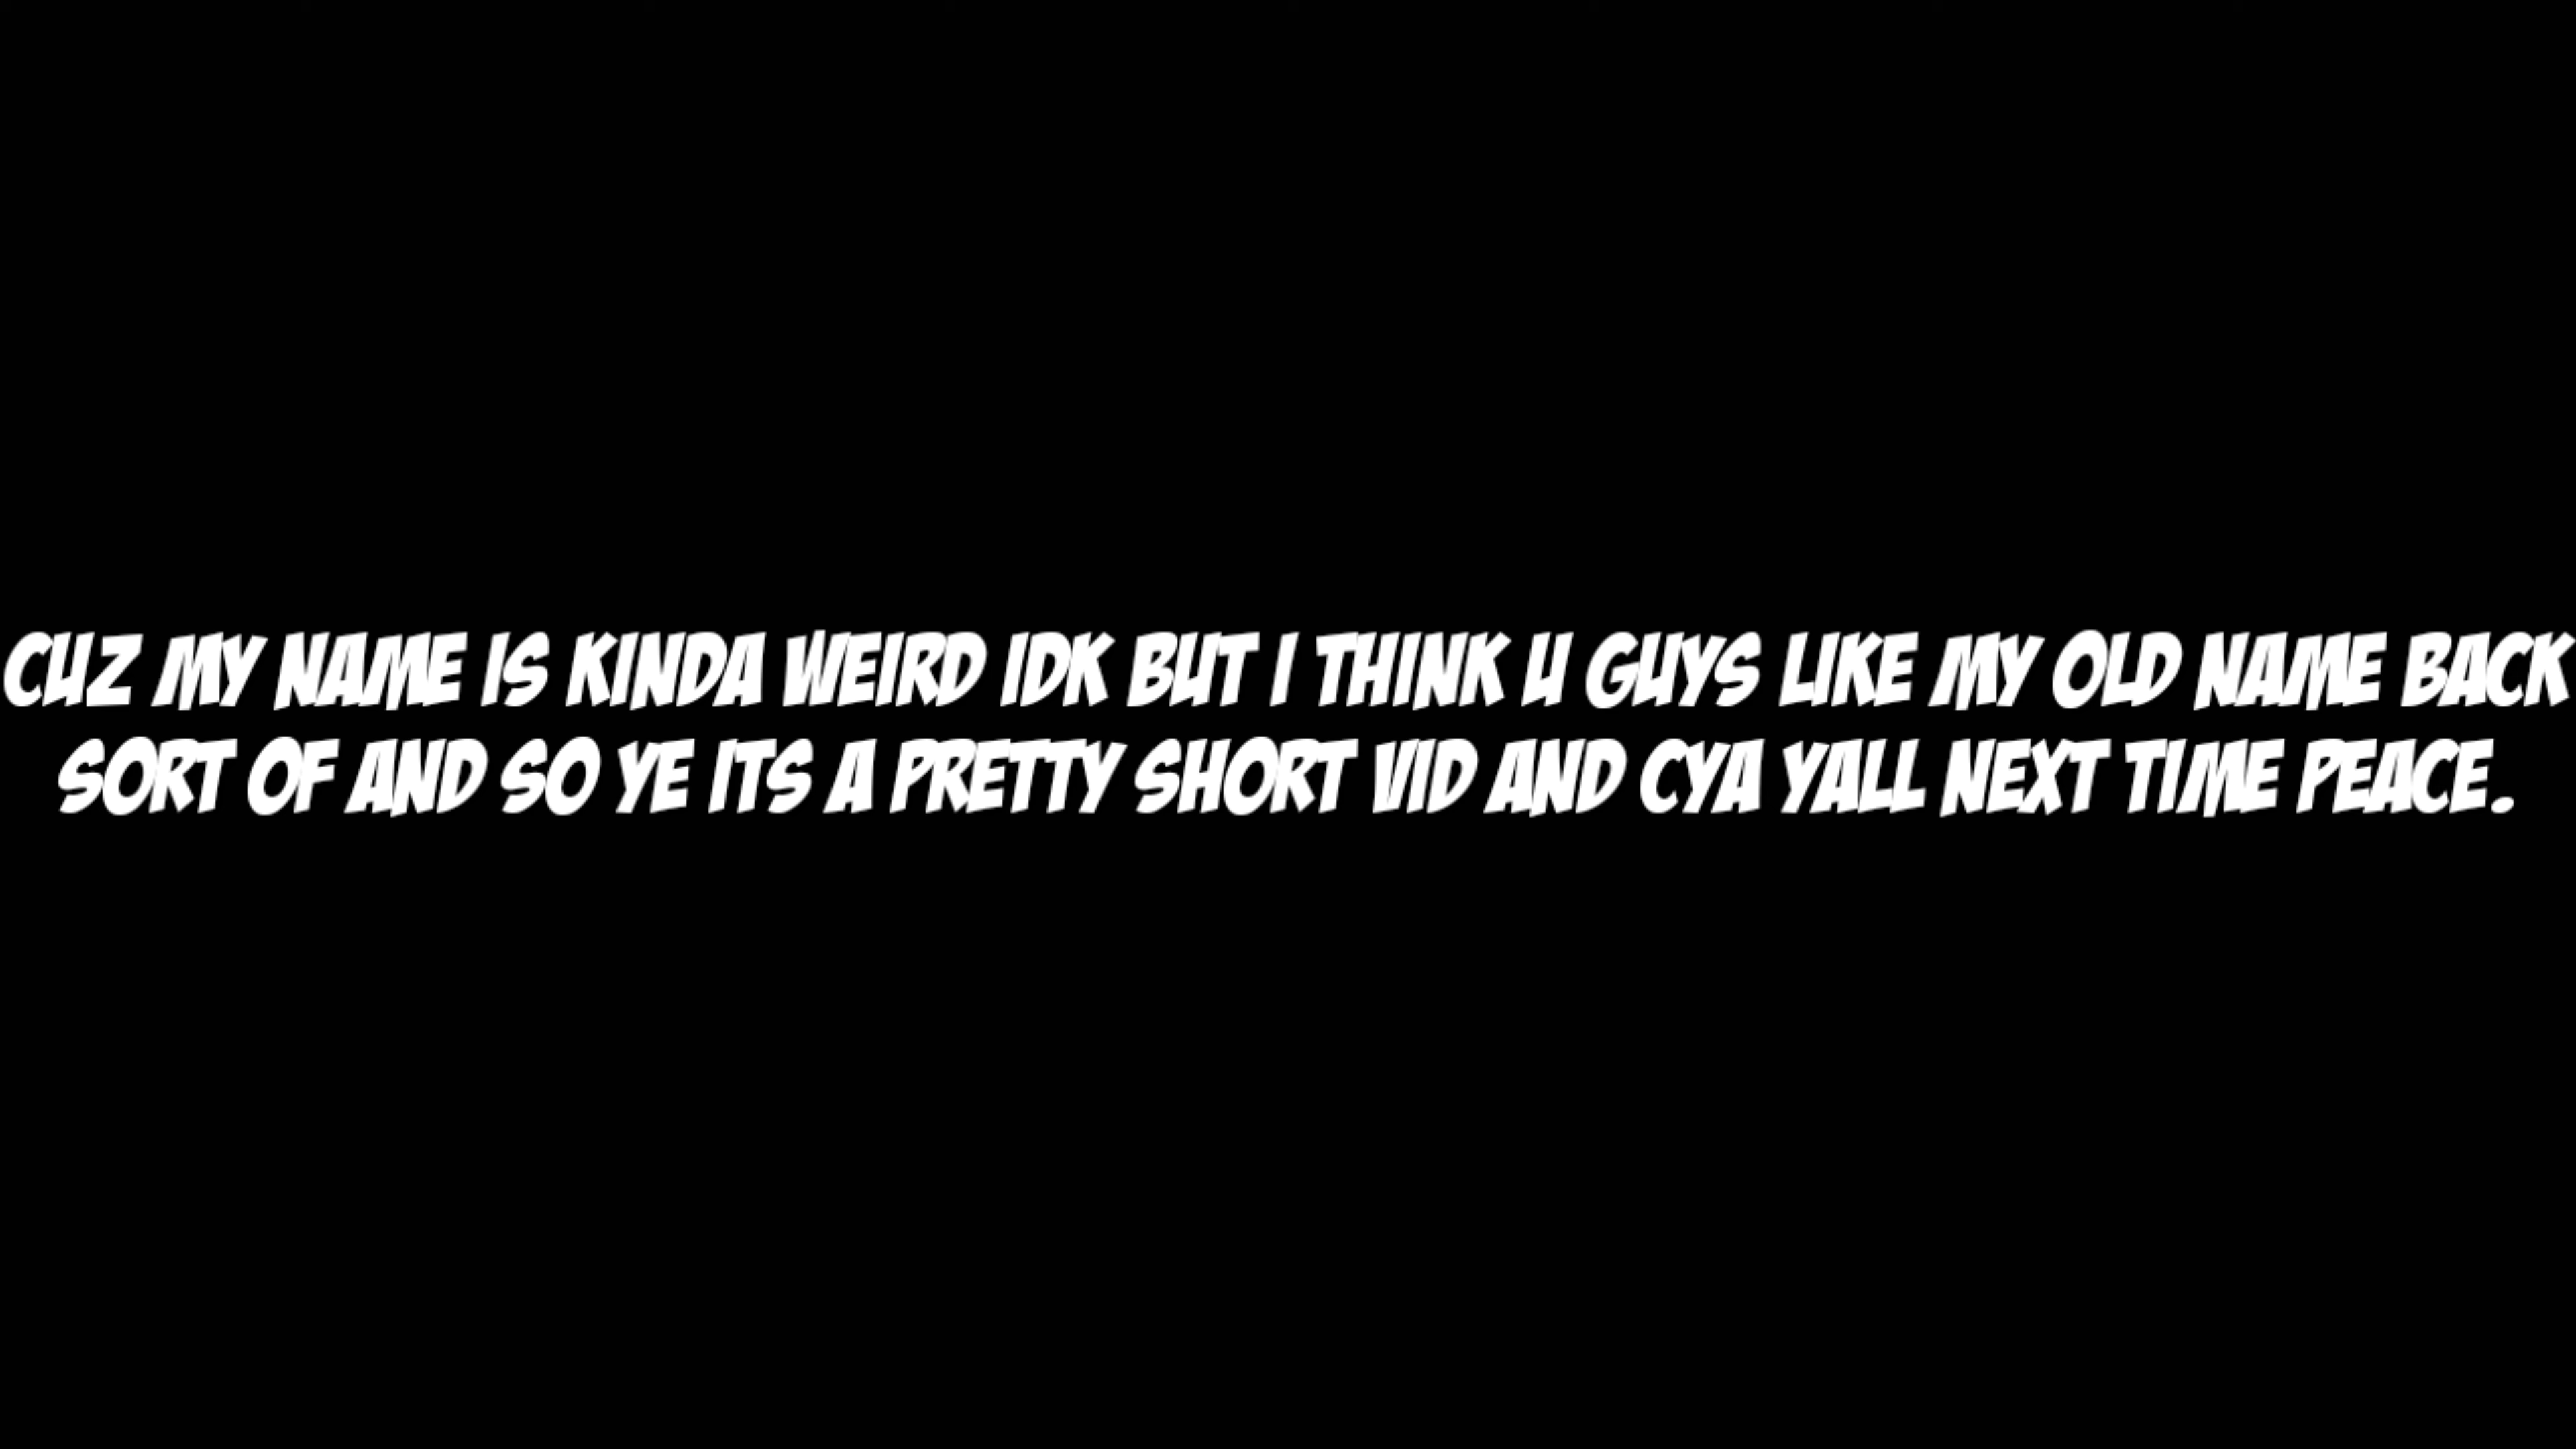 CUZ MY NAME IS KINDA WEIRD IDK BUT I THINK U GUYS LIKE MY OLD NAME BACK
SORT OF AND SO YE ITS A PRETTY SHORT VID AND CYA YALL NEXT TIME PEACE.